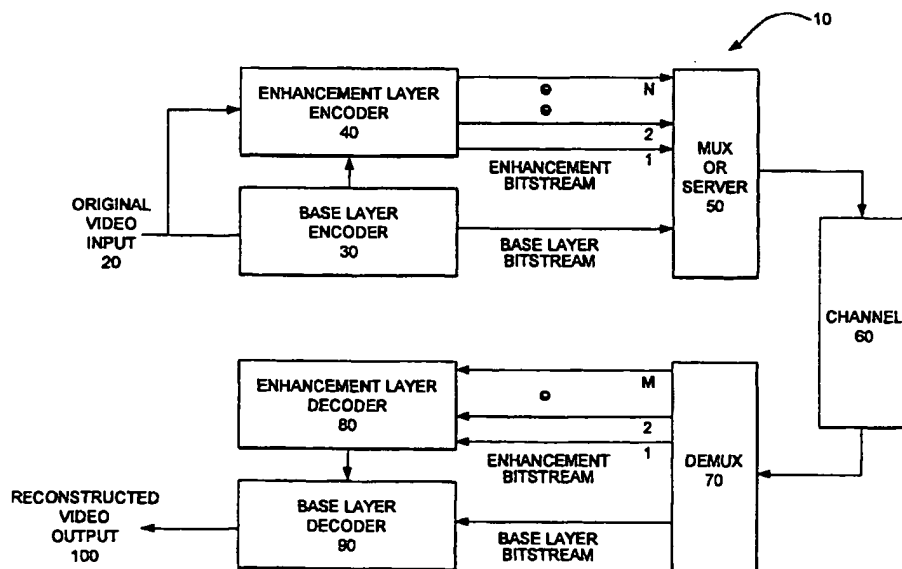 10
ENHANCEMENT LAYER
ENCODER
40
N
2
1
ENHANCEMENT
BITSTREAM
MUX
OR
SERVER
50
ORIGINAL
VIDEO
INPUT
20
BASE LAYER
ENCODER
30
BASE LAYER
BITSTREAM
CHANNEL
60
ENHANCEMENT LAYER
DECODER
80
M
2
1
ENHANCEMENT
BITSTREAM
DEMUX
70
RECONSTRUCTED
VIDEO
OUTPUT
100
BASE LAYER
DECODER
90
BASE LAYER
BITSTREAM